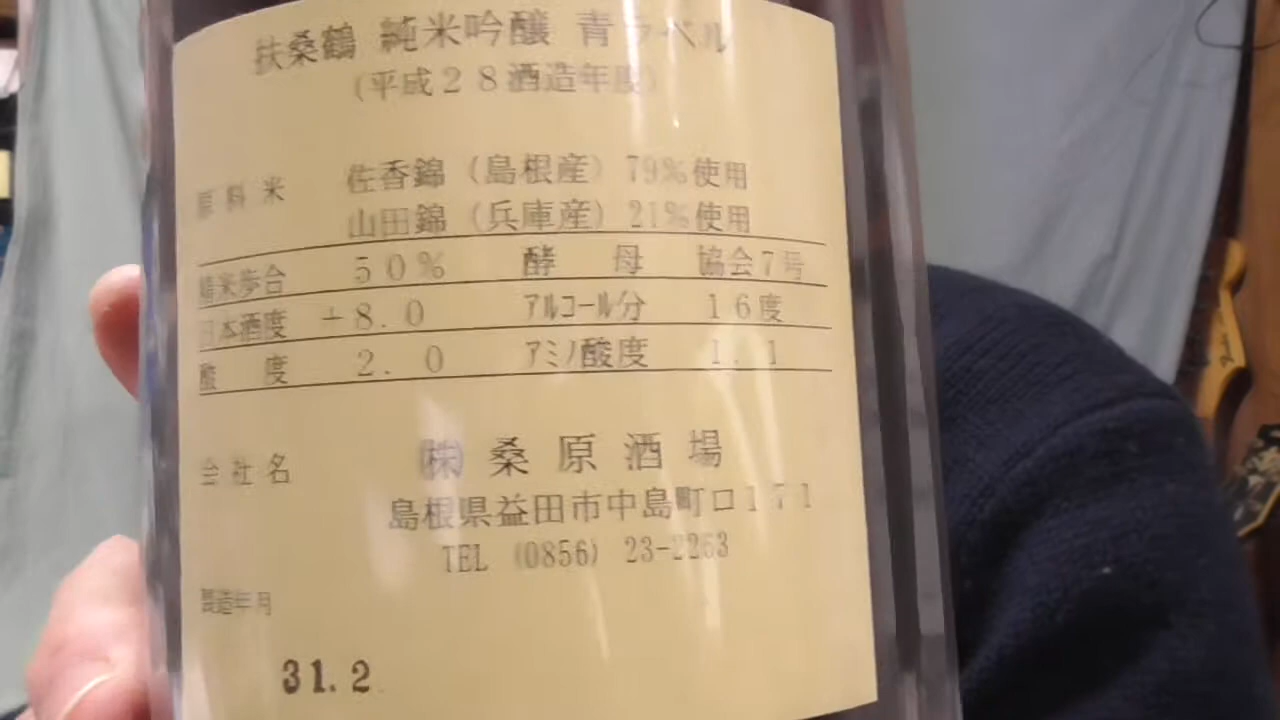 扶桑鶴 純米吟醸 青ラベル
(平成28酒造年度)
原料米 佐香錦(島根産)79%使用
山田錦(兵庫産)21%使用
精米歩合 50% 酵母 協会7号
日本酒度 +8.0 アルコール分 16度
酸度 2.0 アミノ酸度 1.1
会社名 ㈱桑原酒場
島根県益田市中島町ロ171
TEL (0856) 23-2263
製造年月
31.2